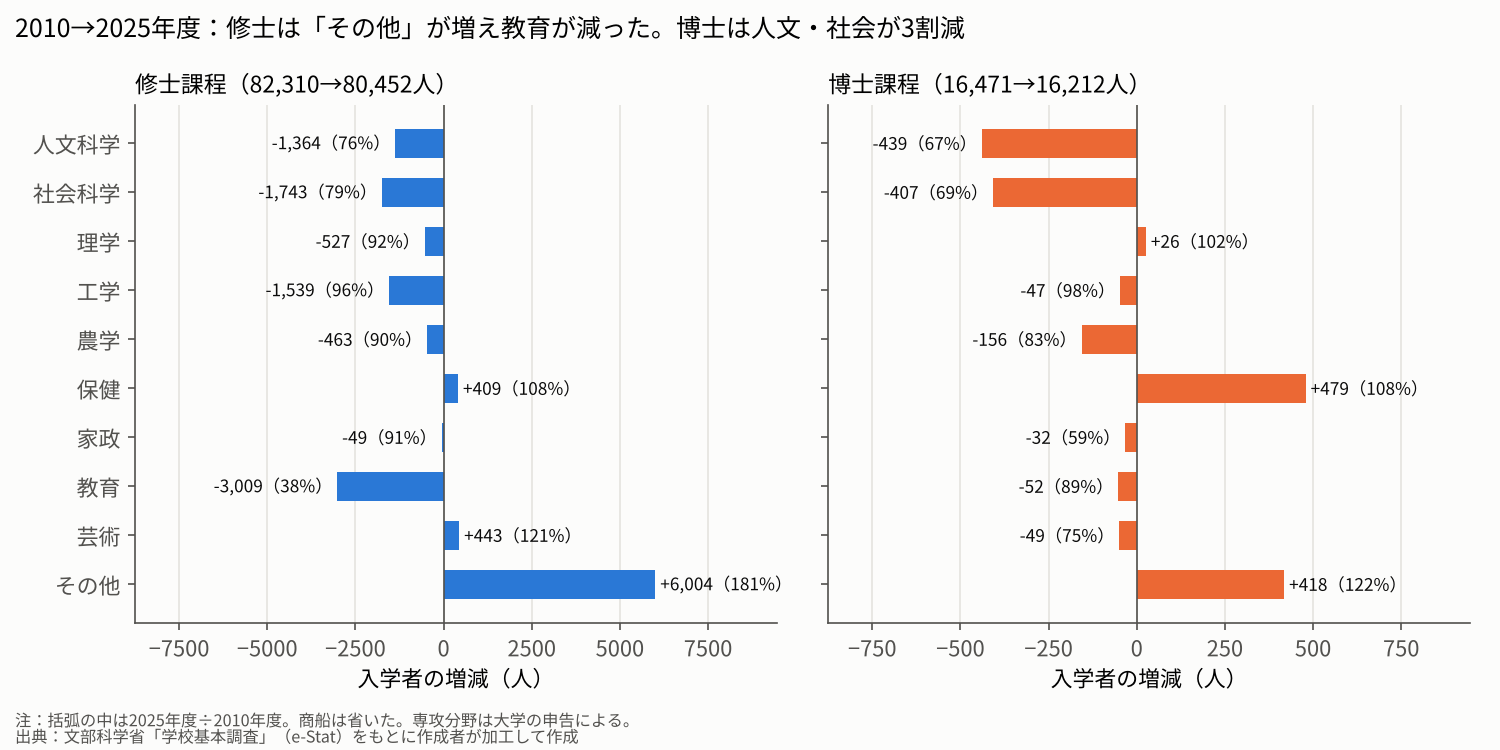 2010→2025年度：修士は「その他」が増え教育が減った。博士は人文・社会が3割減
修士課程（82,310→80,452人）
人文科学 -1,364（76%）
社会科学 -1,743（79%）
理学 -527（92%）
工学 -1,539（96%）
農学 -463（90%）
保健 +409（108%）
家政 -49（91%）
教育 -3,009（38%）
芸術 +443（121%）
その他 +6,004（181%）
−7500 −5000 −2500 0 2500 5000 7500
入学者の増減（人）
博士課程（16,471→16,212人）
-439（67%）
-407（69%）
+26（102%）
-47（98%）
-156（83%）
+479（108%）
-32（59%）
-52（89%）
-49（75%）
+418（122%）
−750 −500 −250 0 250 500 750
入学者の増減（人）
注：括弧の中は2025年度÷2010年度。商船は省いた。専攻分野は大学の申告による。
出典：文部科学省「学校基本調査」（e-Stat）をもとに作成者が加工して作成